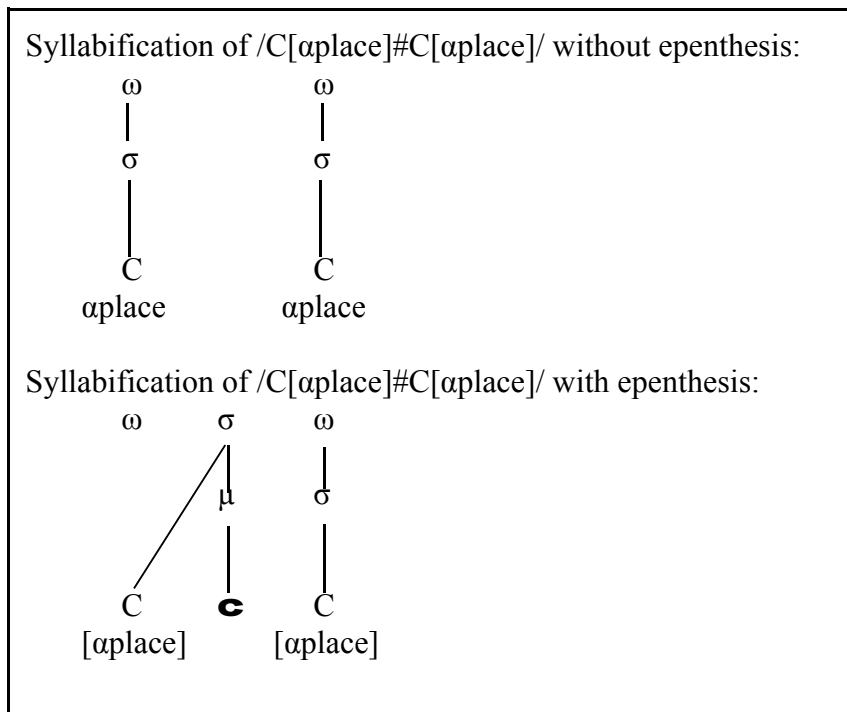 Syllabification of /C[αplace]#C[αplace]/ without epenthesis:
ω ω
σ σ
C C
αplace αplace
Syllabification of /C[αplace]#C[αplace]/ with epenthesis:
ω σ ω
μ σ
C c C
[αplace] [αplace]